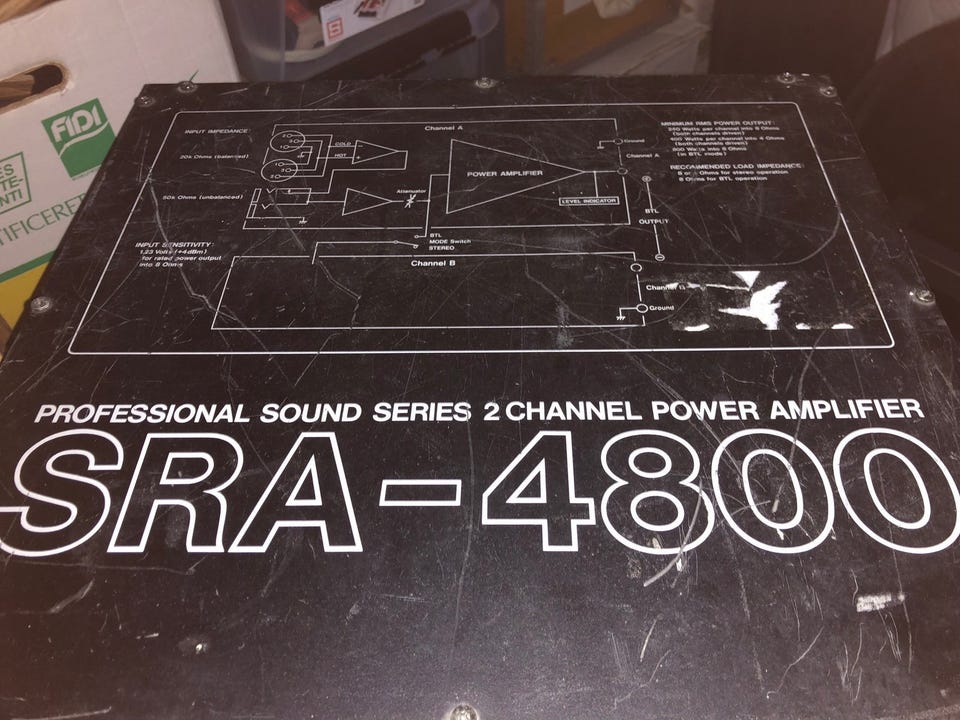 FIDI
INPUT IMPEDANCE:
20k Ohms (balanced)
50k Ohms (unbalanced)
INPUT SENSITIVITY:
1.23 Volts (+4dBm)
for rated power output
into 8 Ohms
Channel A
COLD
HOT
Attenuator
POWER AMPLIFIER
LEVEL INDICATOR
BTL
MODE Switch
STEREO
Channel B
Ground
Channel A
BTL
OUTPUT
Channel B
Ground
MINIMUM RMS POWER OUTPUT:
250 Watts per channel into 8 Ohms
(both channels driven)
400 Watts per channel into 4 Ohms
(both channels driven)
800 Watts into 8 Ohms
(in BTL mode)
RECOMMENDED LOAD IMPEDANCE
Ohms for stereo operation
8 Ohms for BTL operation
PROFESSIONAL SOUND SERIES 2 CHANNEL POWER AMPLIFIER
SRA-4800